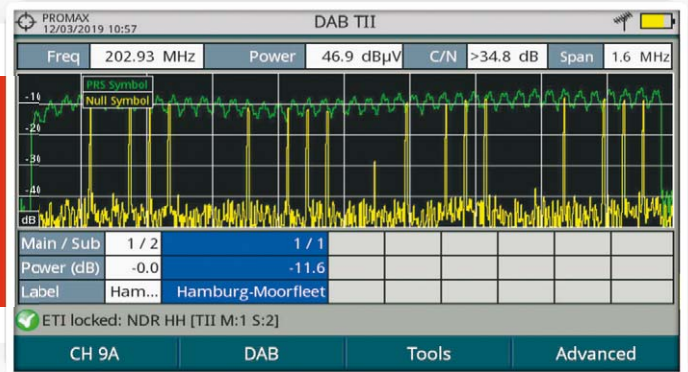 PROMAX
12/03/2019 10:57
DAB TII
Freq 202.93 MHz Power 46.9 dBµV C/N >34.8 dB Span 1.6 MHz
PRS Symbol
Null Symbol
-10
-20
-30
-40
dB
Main / Sub 1 / 2 1 / 1
Power (dB) -0.0 -11.6
Label Ham... Hamburg-Moorfleet
ETI locked: NDR HH [TII M:1 S:2]
CH 9A DAB Tools Advanced